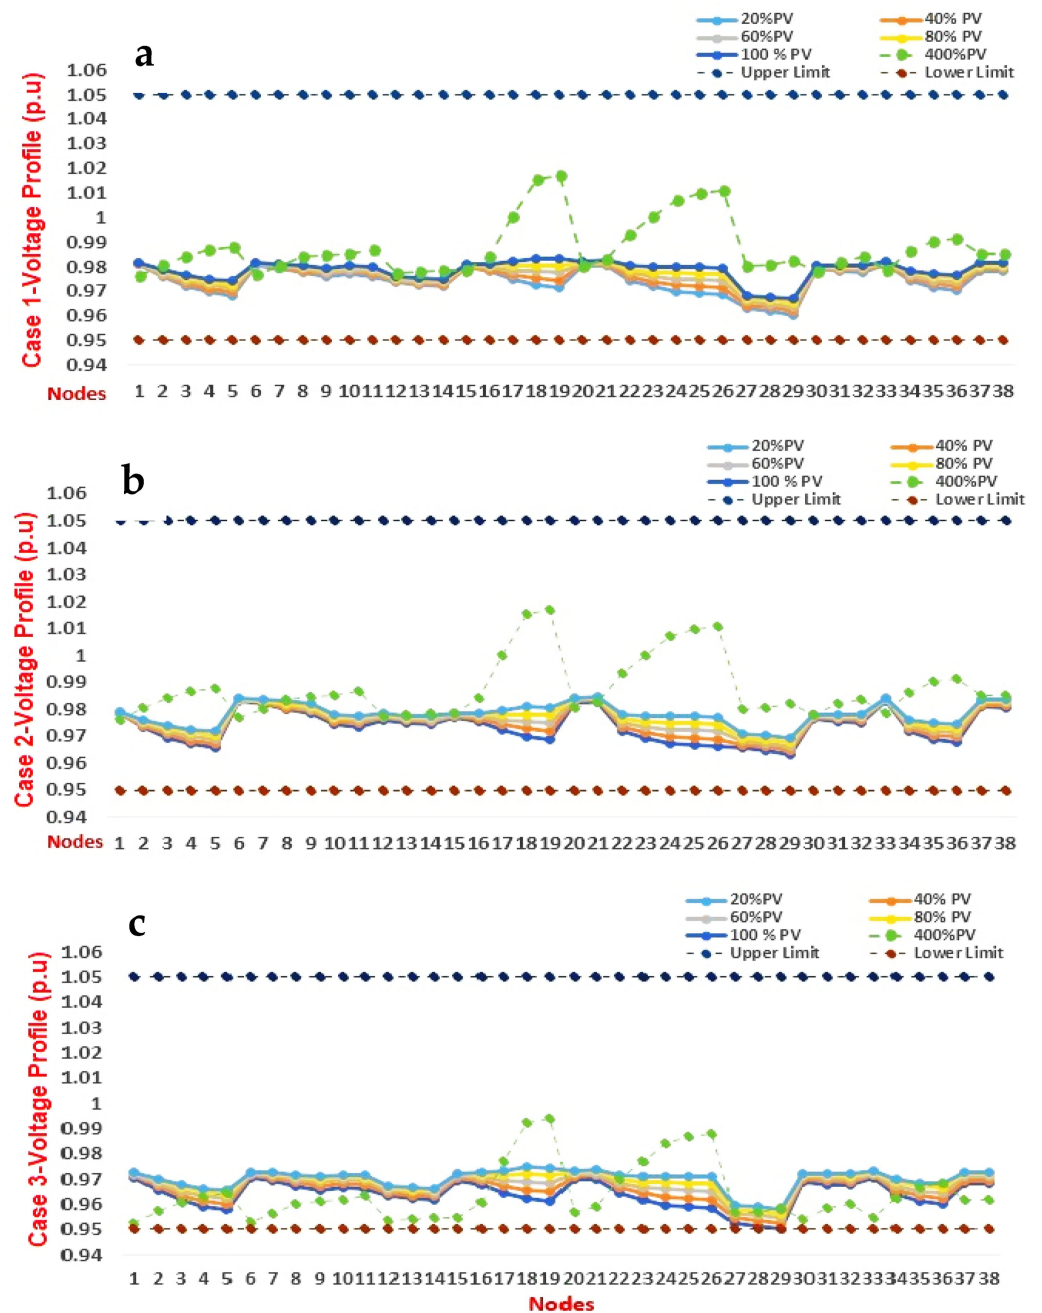 a
20%PV 40% PV
60%PV 80% PV
100 % PV 400%PV
Upper Limit Lower Limit
Case 1-Voltage Profile (p.u)
1.06
1.05
1.04
1.03
1.02
1.01
1
0.99
0.98
0.97
0.96
0.95
0.94
Nodes 1 2 3 4 5 6 7 8 9 10 11 12 13 14 15 16 17 18 19 20 21 22 23 24 25 26 27 28 29 30 31 32 33 34 35 36 37 38
b
20%PV 40% PV
60%PV 80% PV
100 % PV 400%PV
Upper Limit Lower Limit
Case 2-Voltage Profile (p.u)
1.06
1.05
1.04
1.03
1.02
1.01
1
0.99
0.98
0.97
0.96
0.95
0.94
Nodes 1 2 3 4 5 6 7 8 9 10 11 12 13 14 15 16 17 18 19 20 21 22 23 24 25 26 27 28 29 30 31 32 33 34 35 36 37 38
c
20%PV 40% PV
60%PV 80% PV
100 % PV 400%PV
Upper Limit Lower Limit
Case 3-Voltage Profile (p.u)
1.06
1.05
1.04
1.03
1.02
1.01
1
0.99
0.98
0.97
0.96
0.95
0.94
1 2 3 4 5 6 7 8 9 10 11 12 13 14 15 16 17 18 19 20 21 22 23 24 25 26 27 28 29 30 31 32 33 34 35 36 37 38
Nodes